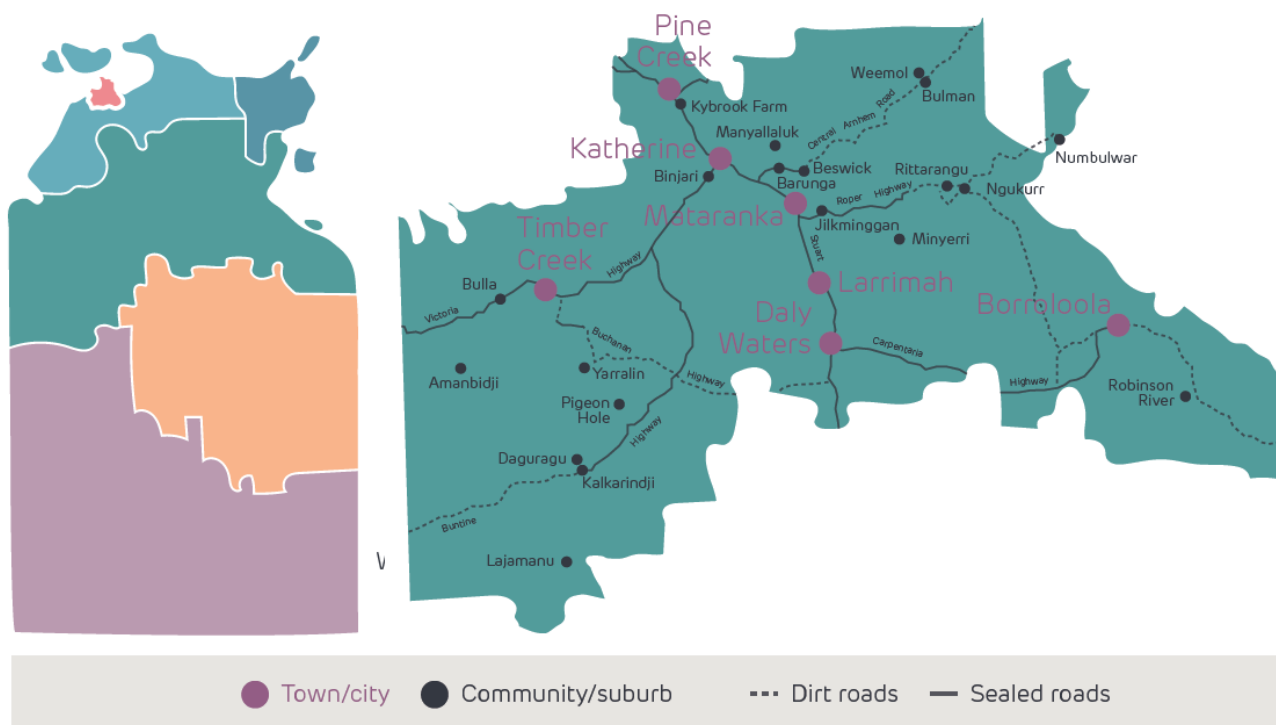 Pine
Creek
Kybrook Farm
Weemol
Bulman
Central Arnhem Road
Manyallaluk
Katherine
Binjari
Barunga
Beswick
Rittarangu
Ngukurr
Numbulwar
Roper Highway
Mataranka
Jilkminggan
Minyerri
Stuart
Timber
Creek
Bulla
Victoria
Highway
Larrimah
Daly
Waters
Borroloola
Carpentaria
Highway
Buchanan
Highway
Amanbidji
Yarralin
Pigeon
Hole
Robinson
River
Highway
Daguragu
Kalkarindji
Buntine
Lajamanu
Town/city
Community/suburb
Dirt roads
Sealed roads